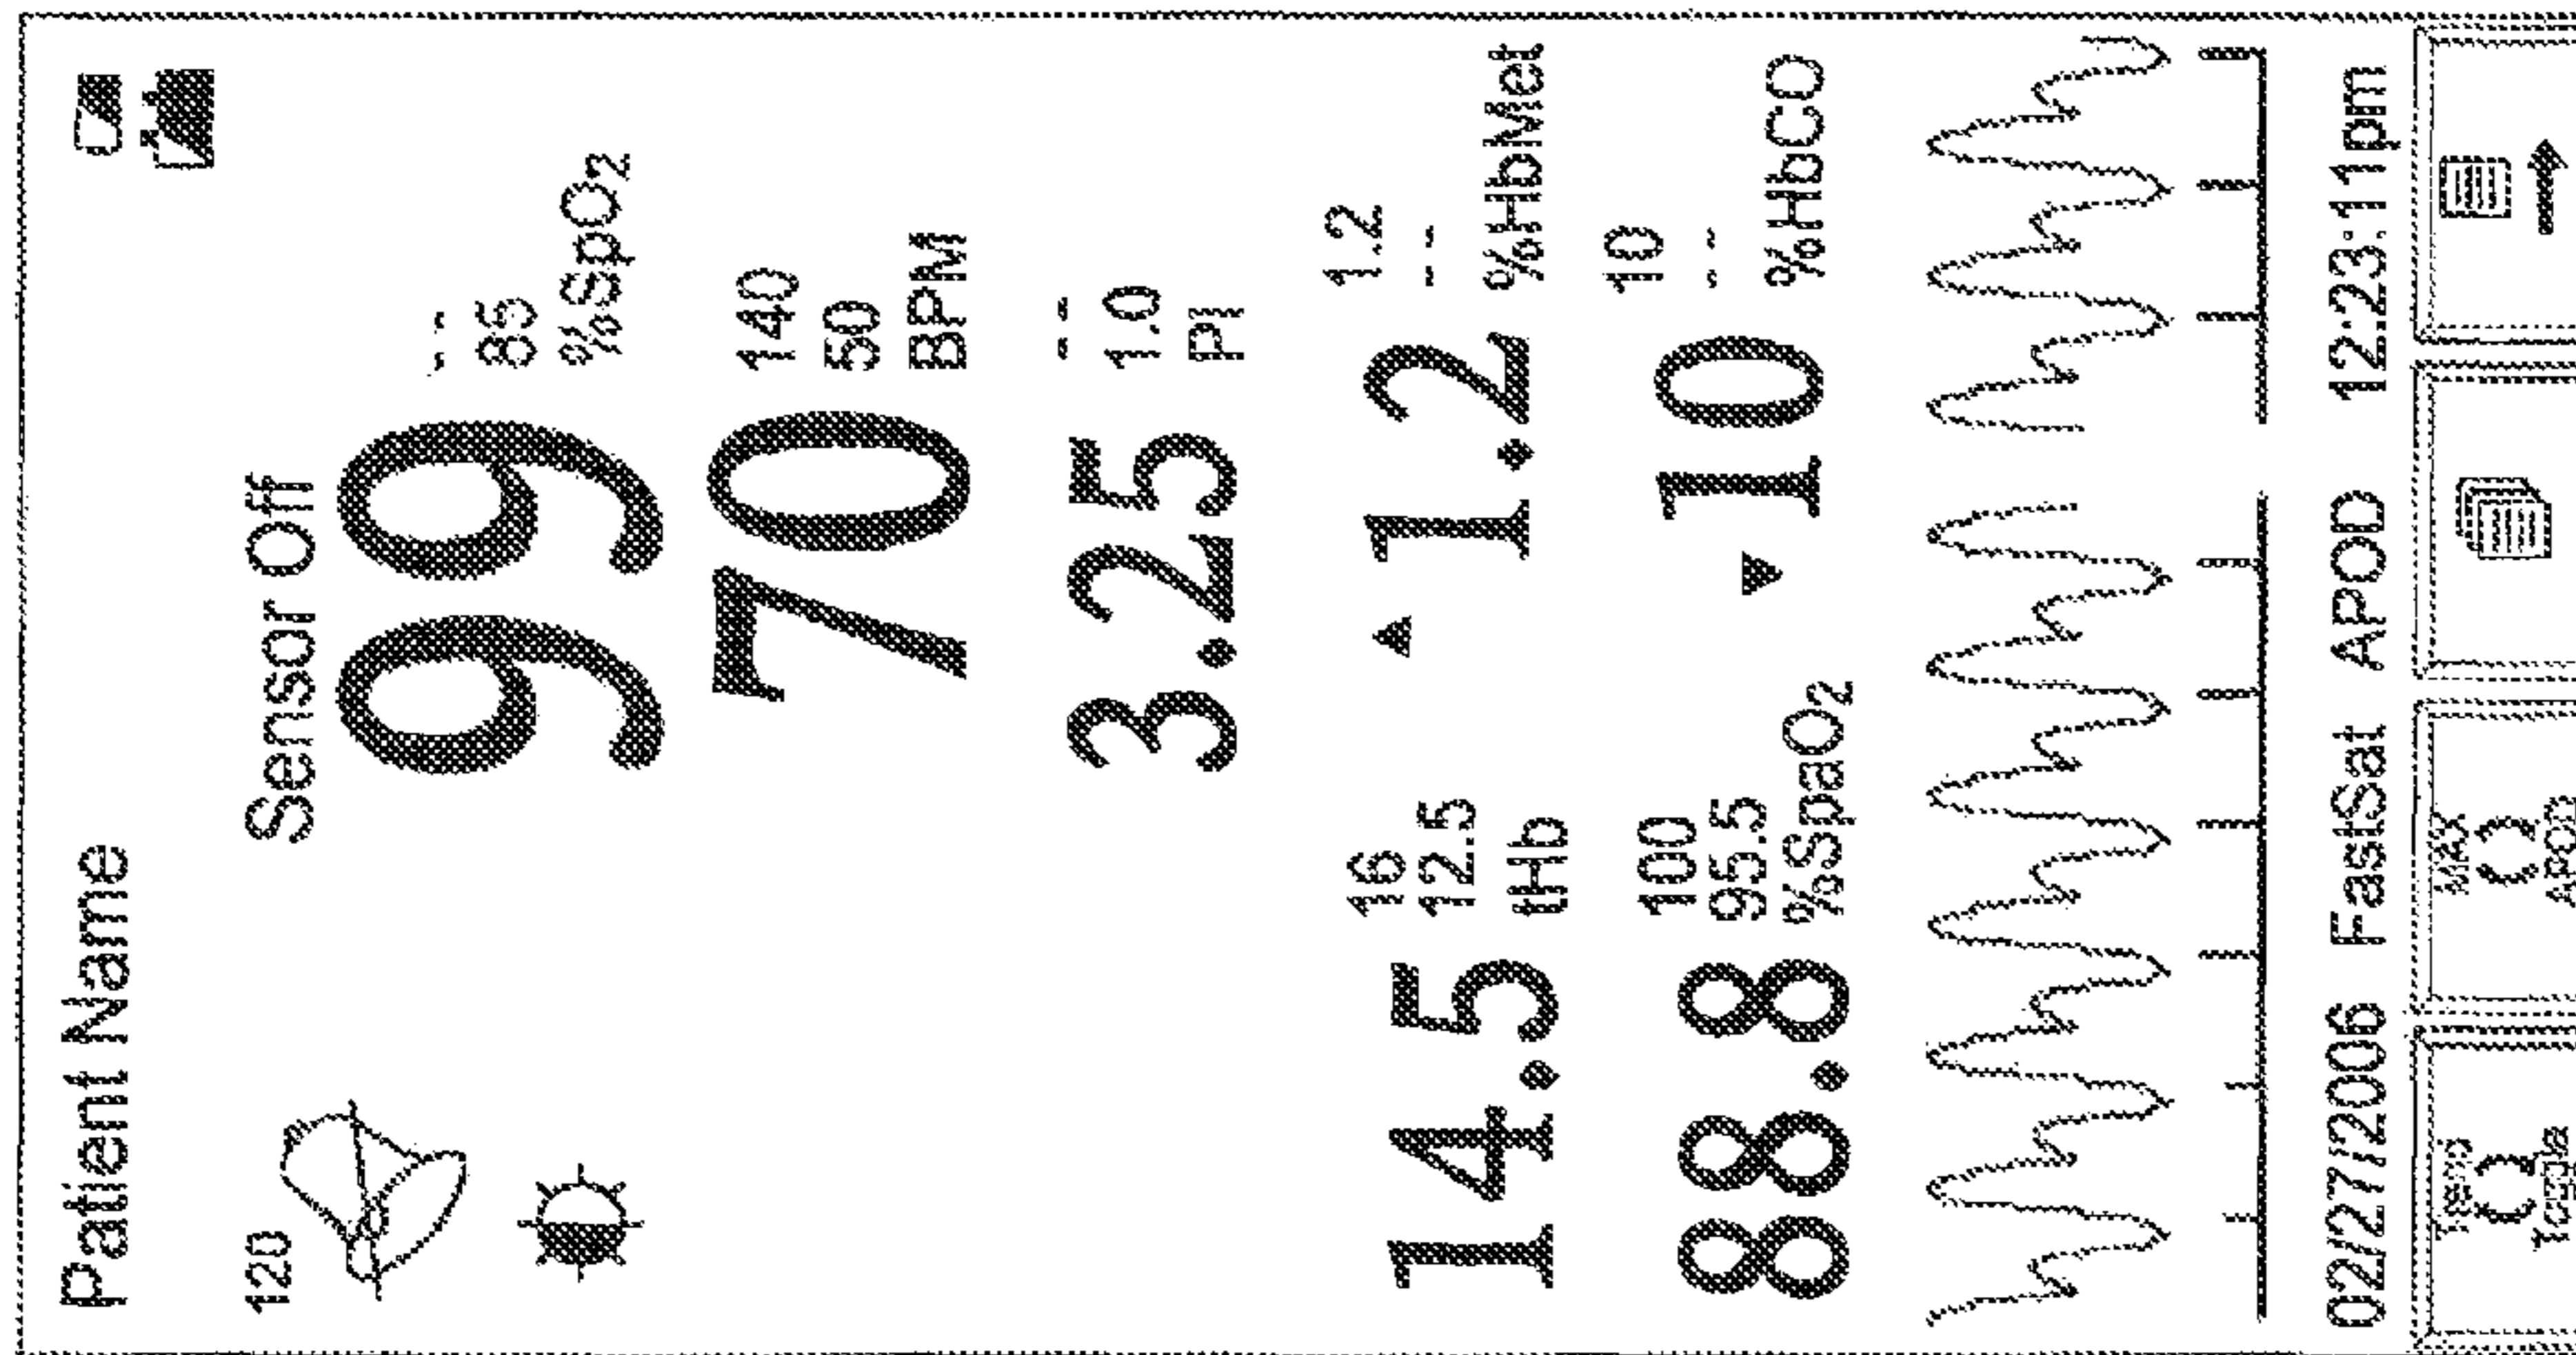 Patient Name
120
Sensor Off
99
--
85
%SpO₂
70
140
50
BPM
3.25
--
1.0
PI
14.5
16
12.5
tHb
▲ 1.2
1.2
--
%HbMet
88.8
100
95.5
%SpaO₂
▼ 10
10
--
%HbCO
02/27/2006 FastSat APOD 12:23:11pm
MAX
APOD